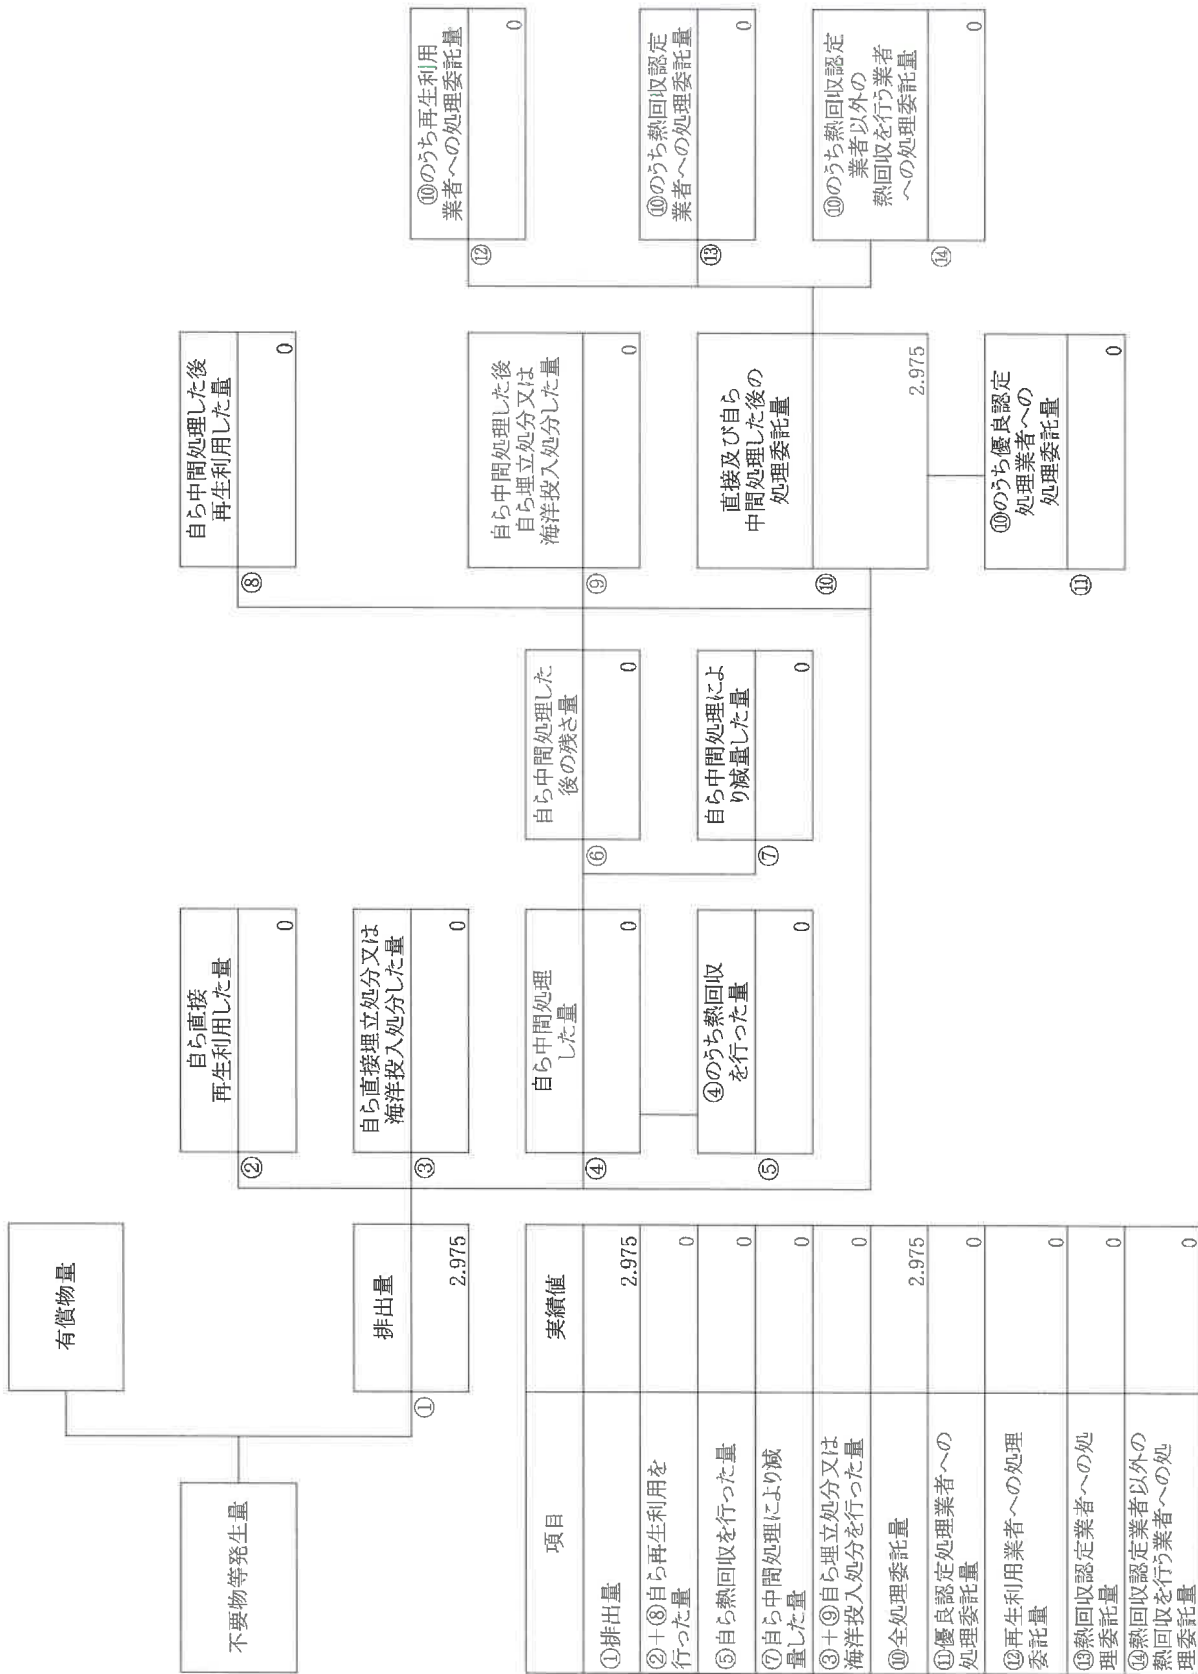 不要物等発生量
有償物量
①
排出量
2.975
②
自ら直接
再生利用した量
0
③
自ら直接埋立処分又は
海洋投入処分した量
0
④
自ら中間処理
した量
0
⑤
④のうち熱回収
を行った量
0
⑥
自ら中間処理した
後の残さ量
0
⑦
自ら中間処理によ
り減量した量
0
⑧
自ら中間処理した後
再生利用した量
0
⑨
自ら中間処理した後
自ら埋立処分又は
海洋投入処分した量
0
⑩
直接及び自ら
中間処理した後の
処理委託量
2.975
⑪
⑩のうち優良認定
処理業者への
処理委託量
0
⑫
⑩のうち再生利用
業者への処理委託量
0
⑬
⑩のうち熱回収認定
業者への処理委託量
0
⑭
⑩のうち熱回収認定
業者以外の
熱回収を行う業者
への処理委託量
0
項目 実績値
①排出量 2.975
②+⑧自ら再生利用を
行った量 0
⑤自ら熱回収を行った量 0
⑦自ら中間処理により減
量した量 0
③+⑨自ら埋立処分又は
海洋投入処分を行った量 0
⑩全処理委託量 2.975
⑪優良認定処理業者への
処理委託量 0
⑫再生利用業者への処理
委託量 0
⑬熱回収認定業者への処
理委託量 0
⑭熱回収認定業者以外の
熱回収を行う業者への処
理委託量 0